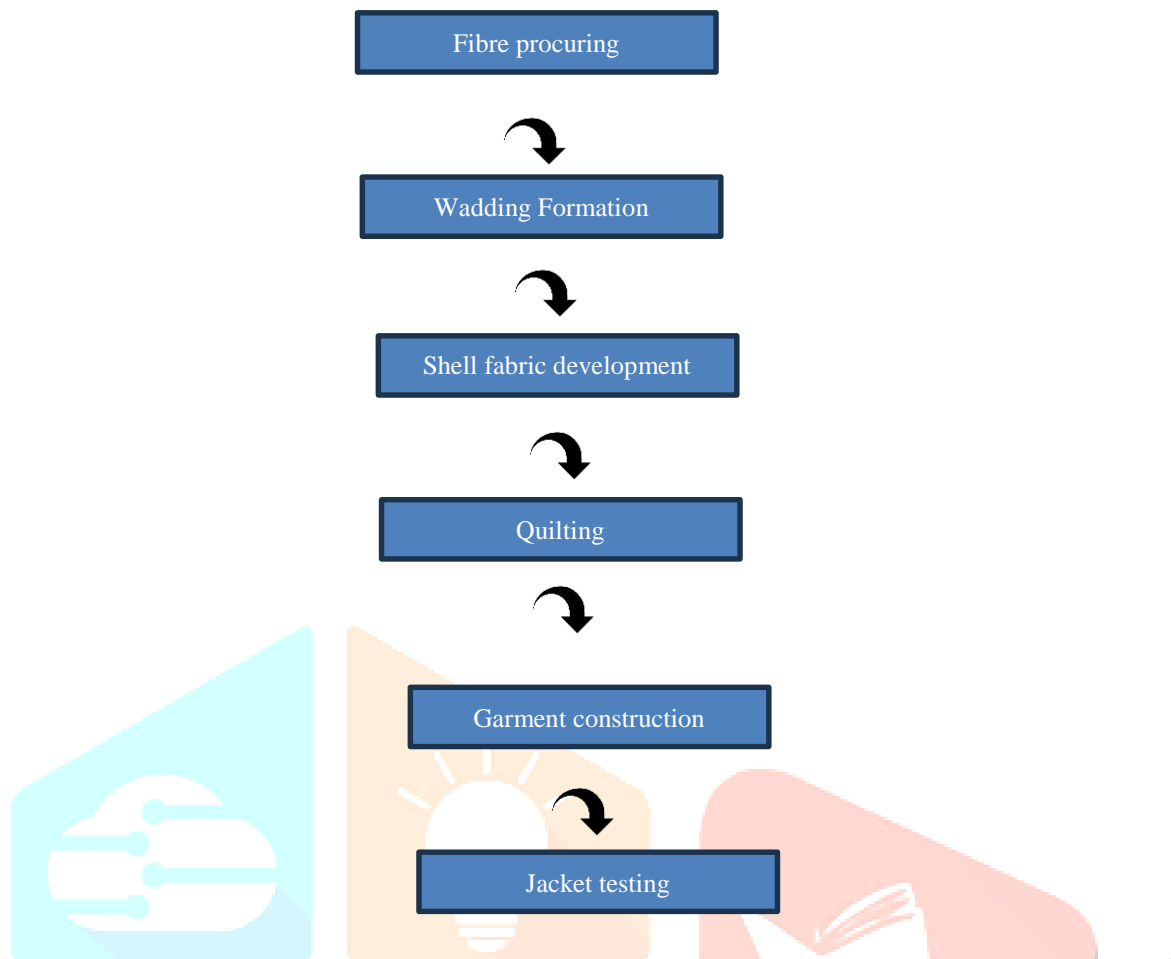 Fibre procuring
Wadding Formation
Shell fabric development
Quilting
Garment construction
Jacket testing